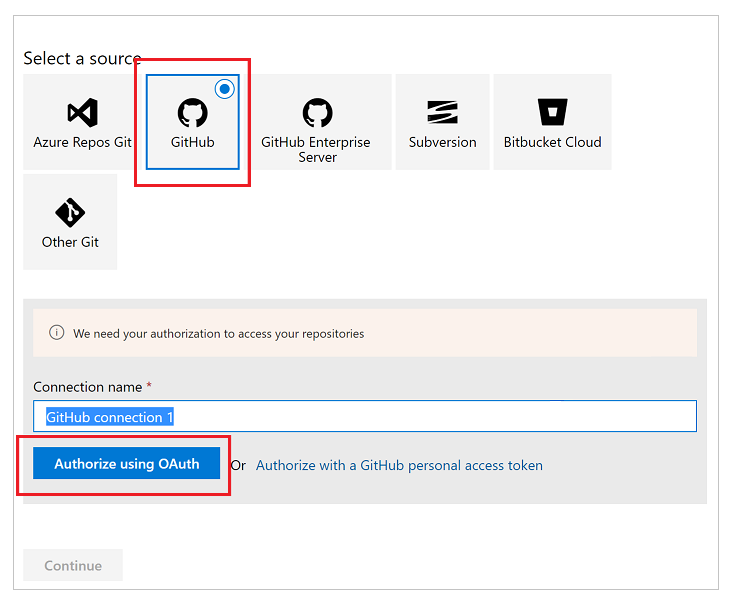 Select a source
Azure Repos Git
GitHub
GitHub Enterprise
Server
Subversion
Bitbucket Cloud
Other Git
We need your authorization to access your repositories
Connection name *
GitHub connection 1
Authorize using OAuth Or Authorize with a GitHub personal access token
Continue